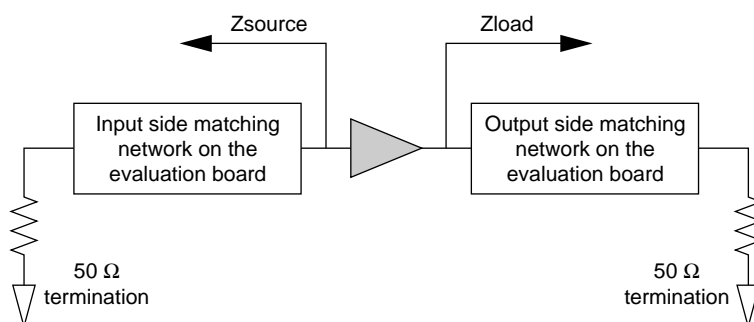 Zsource
Zload
Input side matching
network on the
evaluation board
Output side matching
network on the
evaluation board
50 Ω
termination
50 Ω
termination